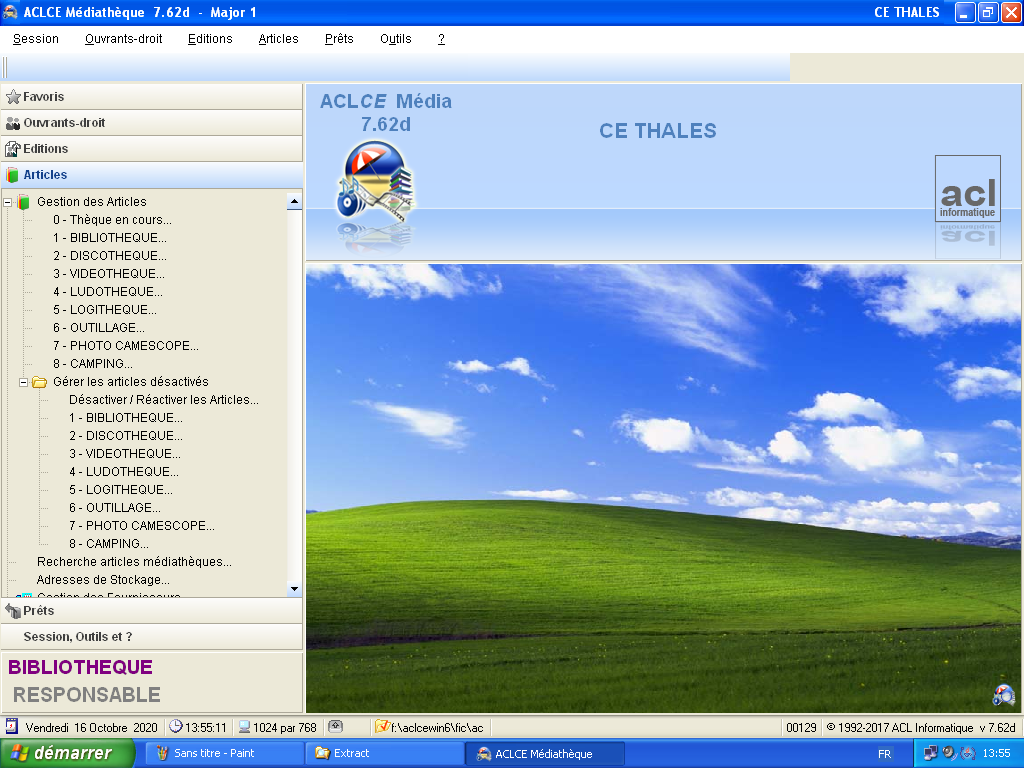 ACLCE Médiathèque 7.62d - Major 1
CE THALES
Session Ouvrants-droit Editions Articles Prêts Outils ?
Favoris
Ouvrants-droit
Editions
Articles
Gestion des Articles
0 - Thèque en cours...
1 - BIBLIOTHEQUE...
2 - DISCOTHEQUE...
3 - VIDEOTHEQUE...
4 - LUDOTHEQUE...
5 - LOGITHEQUE...
6 - OUTILLAGE...
7 - PHOTO CAMESCOPE...
8 - CAMPING...
Gérer les articles désactivés
Désactiver / Réactiver les Articles...
1 - BIBLIOTHEQUE...
2 - DISCOTHEQUE...
3 - VIDEOTHEQUE...
4 - LUDOTHEQUE...
5 - LOGITHEQUE...
6 - OUTILLAGE...
7 - PHOTO CAMESCOPE...
8 - CAMPING...
Recherche articles médiathèques...
Adresses de Stockage...
Gestion des Fournisseurs
Prêts
Session, Outils et ?
BIBLIOTHEQUE
RESPONSABLE
ACLCE Média
7.62d
CE THALES
acl
informatique
Vendredi 16 Octobre 2020
13:55:11
1024 par 768
f:\aclcewin6\fic\ac
00129
© 1992-2017 ACL Informatique v 7.62d
démarrer
Sans titre - Paint
Extract
ACLCE Médiathèque
FR
13:55